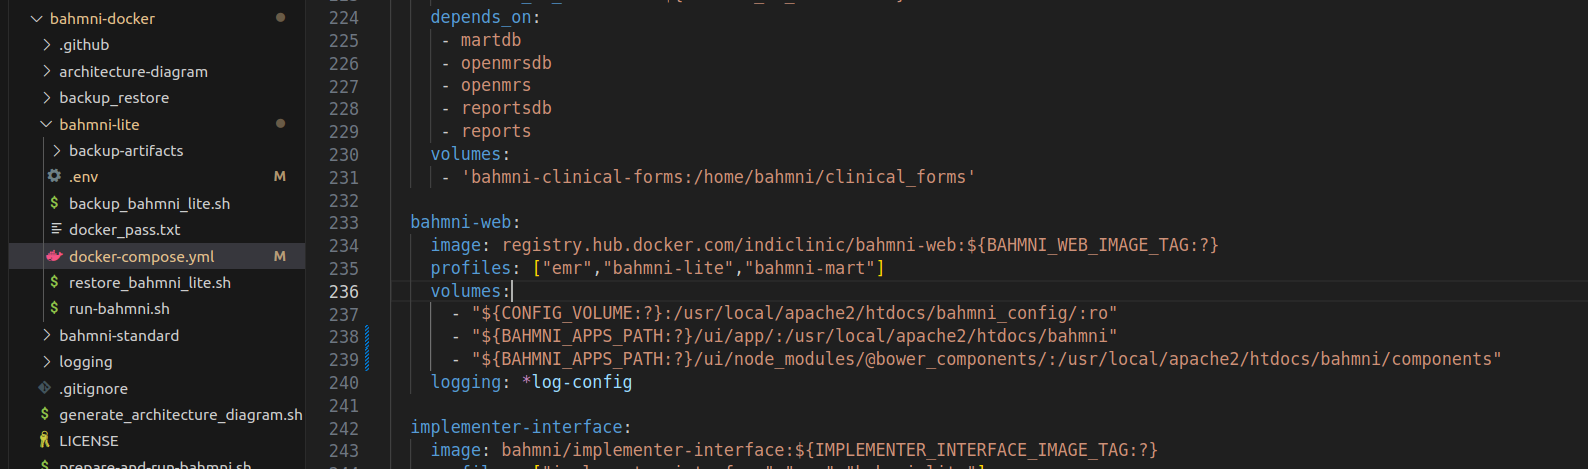 bahmni-docker
.github
architecture-diagram
backup_restore
bahmni-lite
backup-artifacts
.env M
backup_bahmni_lite.sh
docker_pass.txt
docker-compose.yml M
restore_bahmni_lite.sh
run-bahmni.sh
bahmni-standard
logging
.gitignore
generate_architecture_diagram.sh
LICENSE
prepare-and-run-bahmni.sh
224 depends_on:
225 - martdb
226 - openmrsdb
227 - openmrs
228 - reportsdb
229 - reports
230 volumes:
231 - 'bahmni-clinical-forms:/home/bahmni/clinical_forms'
232
233 bahmni-web:
234 image: registry.hub.docker.com/indiclinic/bahmni-web:${BAHMNI_WEB_IMAGE_TAG:?}
235 profiles: ["emr","bahmni-lite","bahmni-mart"]
236 volumes:
237 - "${CONFIG_VOLUME:?}:/usr/local/apache2/htdocs/bahmni_config/:ro"
238 - "${BAHMNI_APPS_PATH:?}/ui/app/:/usr/local/apache2/htdocs/bahmni"
239 - "${BAHMNI_APPS_PATH:?}/ui/node_modules/@bower_components/:/usr/local/apache2/htdocs/bahmni/components"
240 logging: *log-config
241
242 implementer-interface:
243 image: bahmni/implementer-interface:${IMPLEMENTER_INTERFACE_IMAGE_TAG:?}